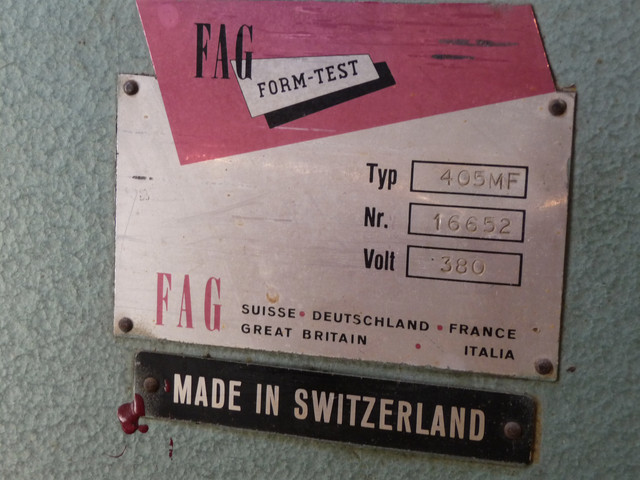 FAG
FORM-TEST
Typ 405MF
Nr. 16652
Volt 380
FAG
SUISSE • DEUTSCHLAND • FRANCE
GREAT BRITAIN • ITALIA
MADE IN SWITZERLAND